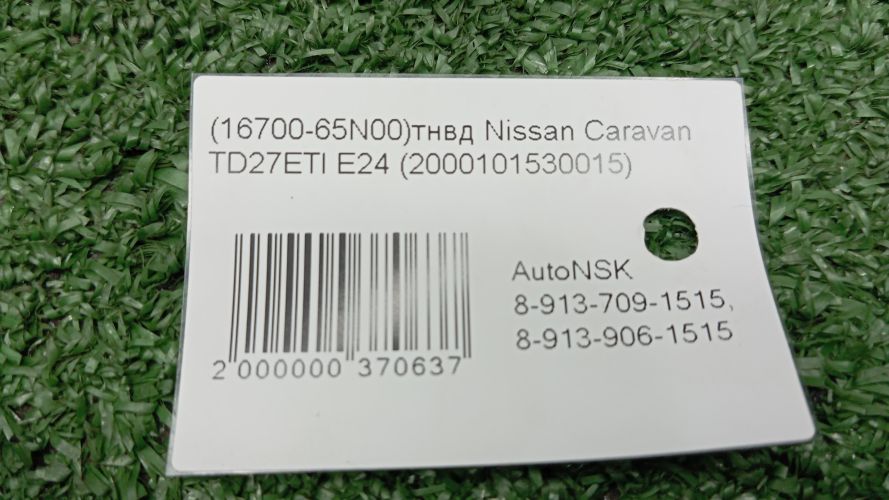 (16700-65N00)тнвд Nissan Caravan
TD27ETI E24 (2000101530015)
AutoNSK
8-913-709-1515,
8-913-906-1515
2 000000 370637